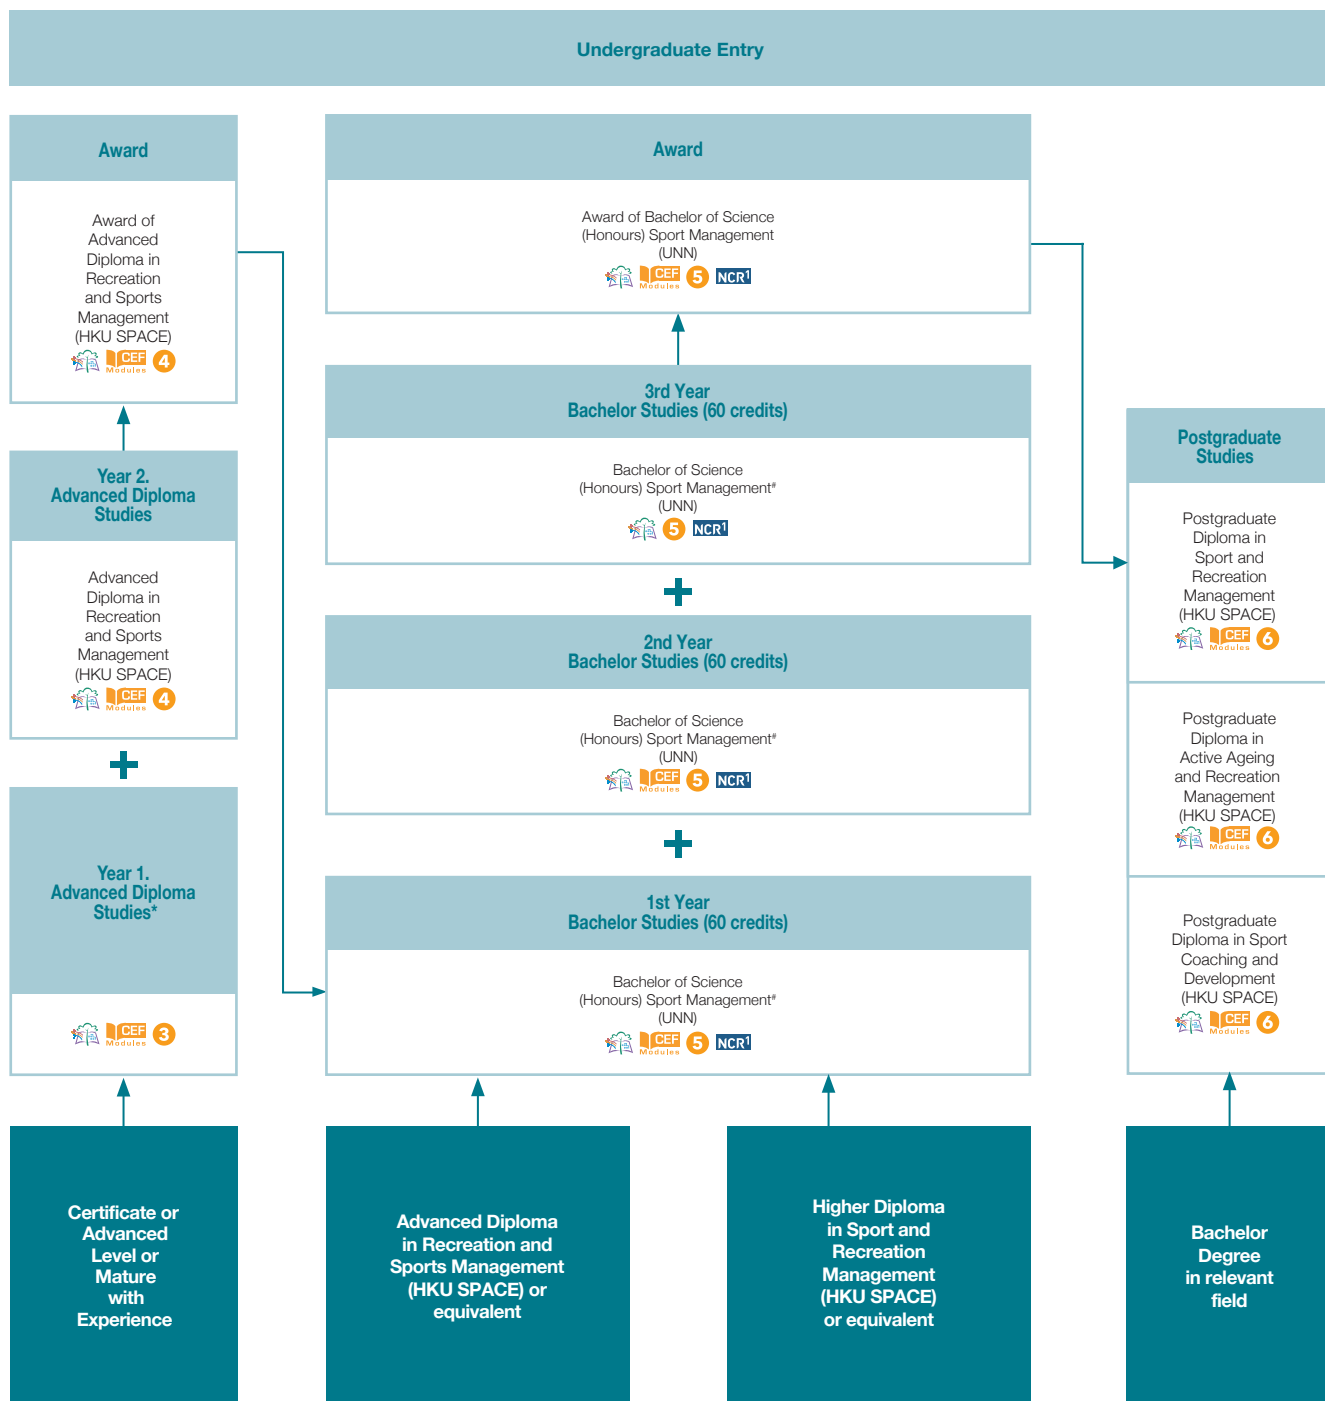 Undergraduate Entry
Award
Award of
Advanced
Diploma in
Recreation
and Sports
Management
(HKU SPACE)
CEF
Modules
4
Year 2.
Advanced Diploma
Studies
Advanced
Diploma in
Recreation
and Sports
Management
(HKU SPACE)
CEF
Modules
4
Year 1.
Advanced Diploma
Studies*
CEF
Modules
3
Certificate or
Advanced
Level or
Mature
with
Experience
Award
Award of Bachelor of Science
(Honours) Sport Management
(UNN)
CEF
Modules
5
NCR1
3rd Year
Bachelor Studies (60 credits)
Bachelor of Science
(Honours) Sport Management#
(UNN)
5
NCR1
2nd Year
Bachelor Studies (60 credits)
Bachelor of Science
(Honours) Sport Management#
(UNN)
CEF
Modules
5
NCR1
1st Year
Bachelor Studies (60 credits)
Bachelor of Science
(Honours) Sport Management#
(UNN)
CEF
Modules
5
NCR1
Advanced Diploma
in Recreation and
Sports Management
(HKU SPACE) or
equivalent
Higher Diploma
in Sport and
Recreation
Management
(HKU SPACE)
or equivalent
Postgraduate
Studies
Postgraduate
Diploma in
Sport and
Recreation
Management
(HKU SPACE)
CEF
Modules
6
Postgraduate
Diploma in
Active Ageing
and Recreation
Management
(HKU SPACE)
CEF
Modules
6
Postgraduate
Diploma in Sport
Coaching and
Development
(HKU SPACE)
CEF
Modules
6
Bachelor
Degree
in relevant
field